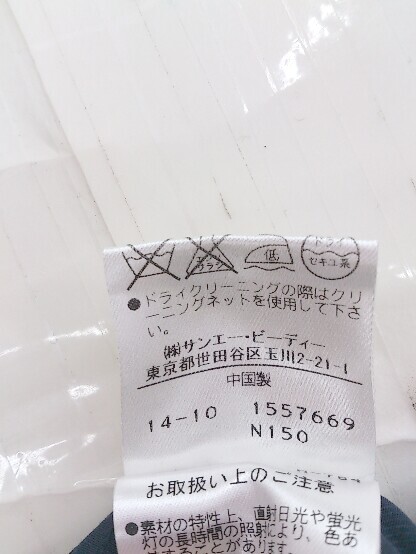 エンソサラシ
低
ドライ
セキユ系
●ドライクリーニングの際はクリ
ーニングネットを使用して下さ
い。
(株)サンエー・ビーディー
東京都世田谷区玉川2-21-1
中国製
14-10 1557669
N150
お取扱い上のご注意
●素材の特性上、直射日光や蛍光
灯の長時間の照射により、色あ